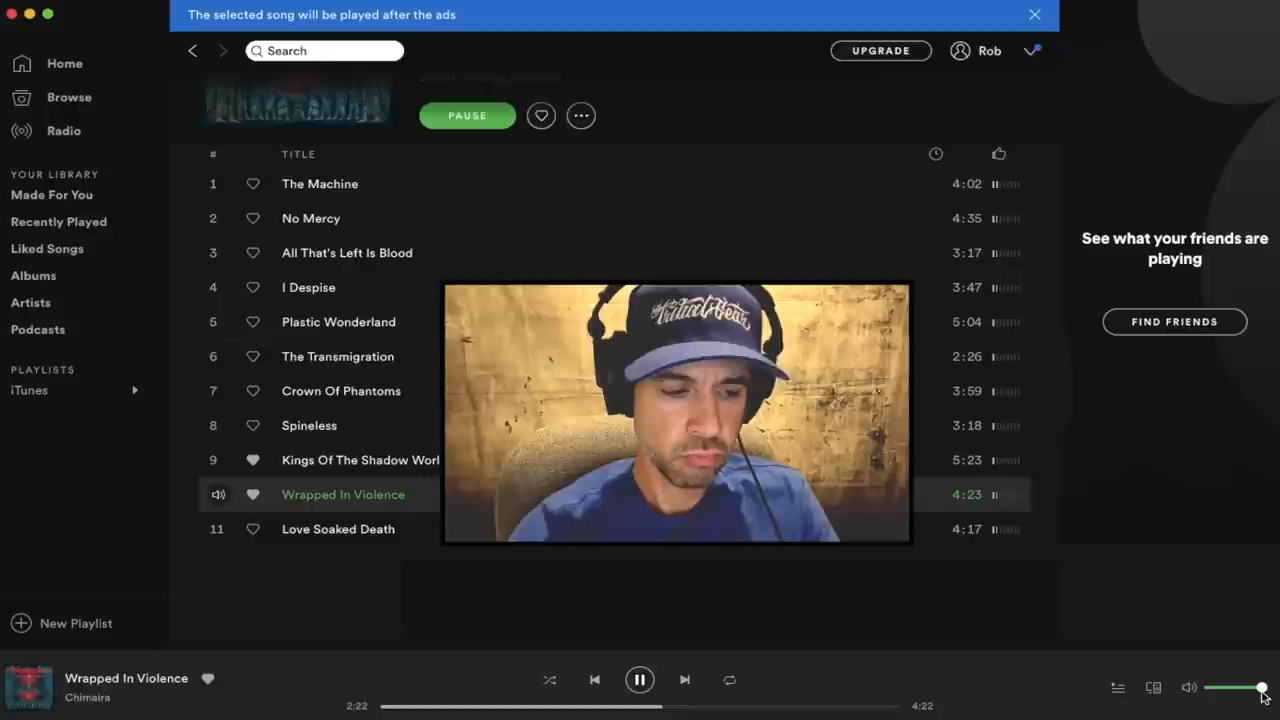 The selected song will be played after the ads
Search
UPGRADE
Rob
Home
Browse
Radio
YOUR LIBRARY
Made For You
Recently Played
Liked Songs
Albums
Artists
Podcasts
PLAYLISTS
iTunes
New Playlist
PAUSE
# TITLE
1 The Machine 4:02
2 No Mercy 4:35
3 All That's Left Is Blood 3:17
4 I Despise 3:47
5 Plastic Wonderland 5:04
6 The Transmigration 2:26
7 Crown Of Phantoms 3:59
8 Spineless 3:18
9 Kings Of The Shadow Worl 5:23
Wrapped In Violence 4:23
11 Love Soaked Death 4:17
See what your friends are
playing
FIND FRIENDS
Wrapped In Violence
Chimaira
2:22
4:22